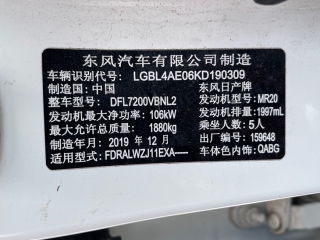 东风汽车有限公司制造
车辆识别代号: LGBL4AE06KD190309
制造国: 中国 东风日产牌
整车型号: DFL7200VBNL2 发动机型号: MR20
发动机最大净功率: 106kW 发动机排量: 1997mL
最大允许总质量: 1880kg 乘坐人数: 5人
制造年月: 2019 年 12 月 出厂编号: 159648
适用型式: FDRALWZJ11EXA----- 车体色内饰: QABG